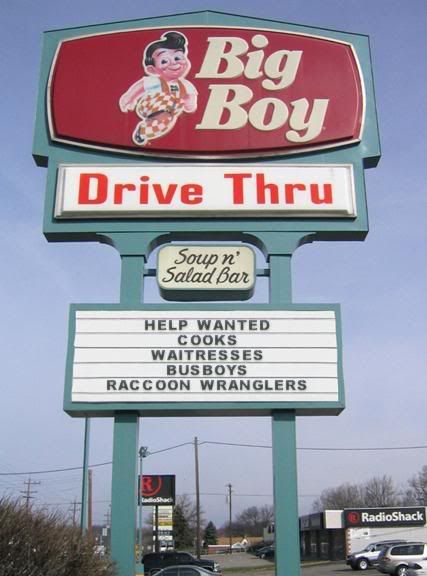 Big
Boy
Drive Thru
Soup n'
Salad Bar
HELP WANTED
COOKS
WAITRESSES
BUSBOYS
RACCOON WRANGLERS
R
RadioShack
R RadioShack